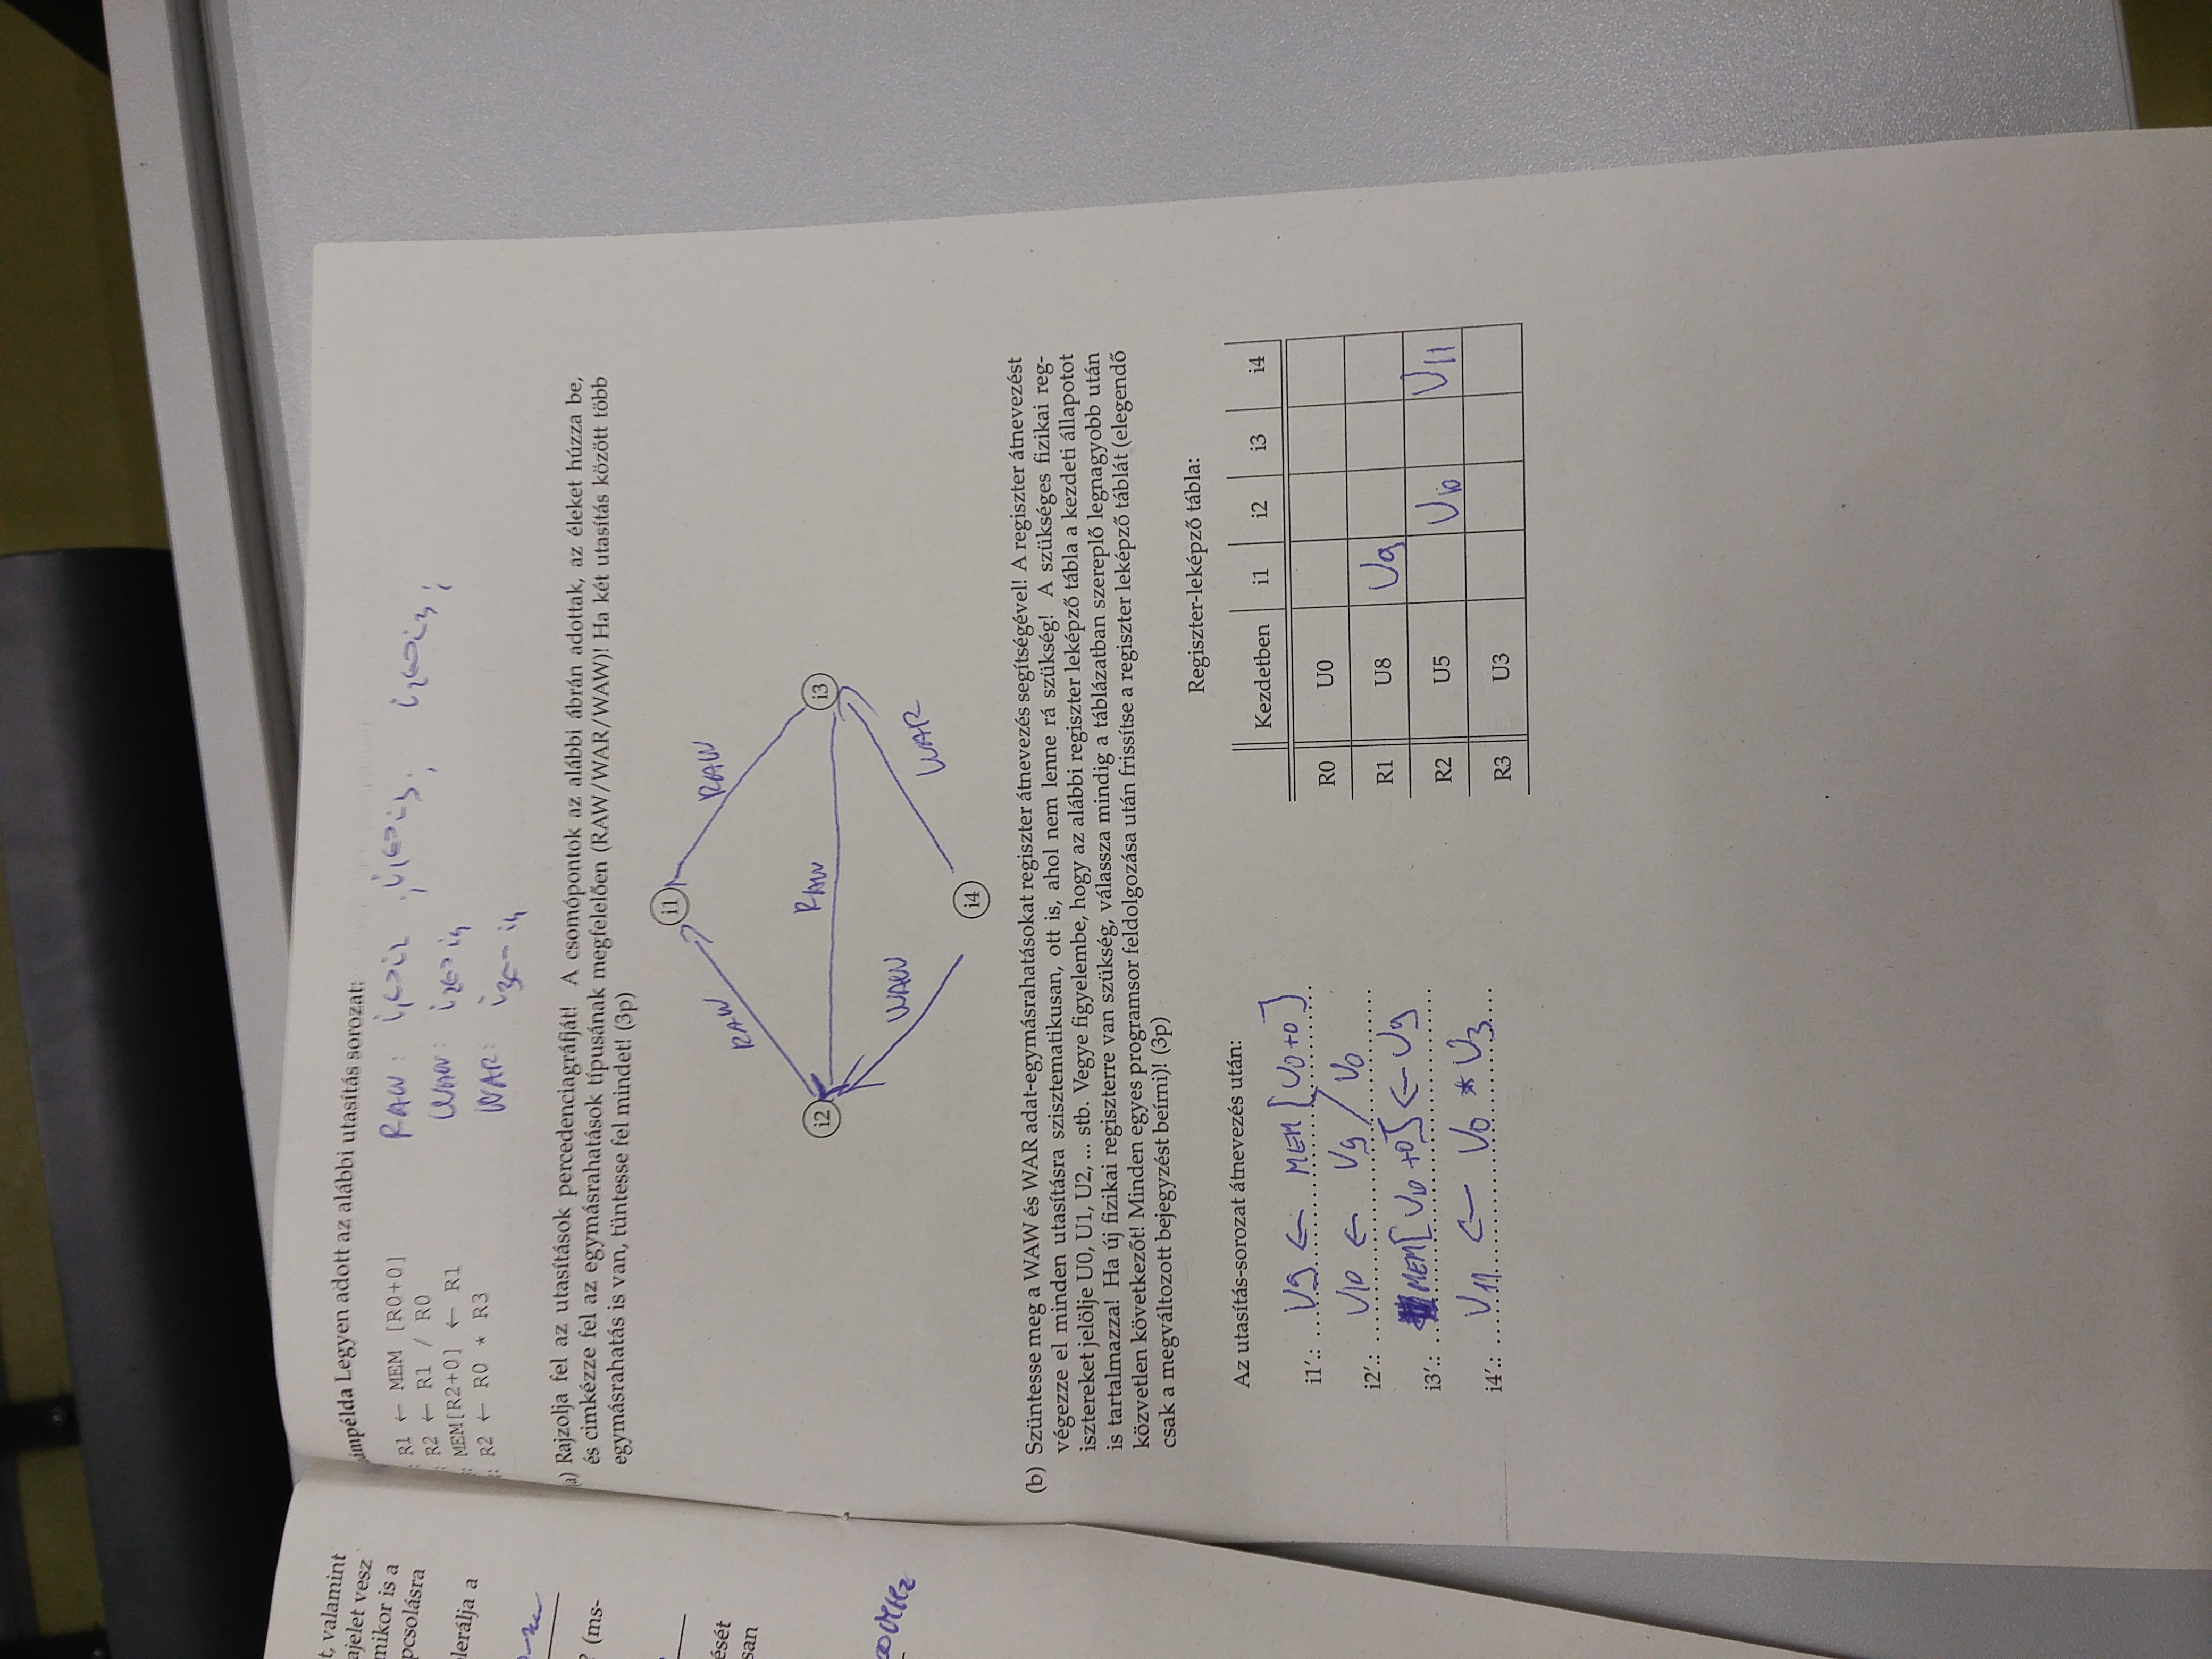 t, valamint
ajelet vesz
mikor is a
pcsolásra
lerálja a
? (ms-
ését
san
ámpélda Legyen adott az alábbi utasítás sorozat:
: R1 ← MEM [R0+0]
: R2 ← R1 / R0
: MEM[R2+0] ← R1
: R2 ← R0 * R3
RAW: i1<->i2 ; i1<->i3; i2<->i3;
WAW: i2<->i4
WAR: i3<-- i4
a) Rajzolja fel az utasítások percedenciagráfját! A csomópontok az alábbi ábrán adottak, az éleket húzza be,
és cimkézze fel az egymásrahatások típusának megfelelően (RAW/WAR/WAW)! Ha két utasítás között több
egymásrahatás is van, tüntesse fel mindet! (3p)
i1
RAW
RAW
i2
RAW
i3
WAW
WAR
i4
(b) Szüntesse meg a WAW és WAR adat-egymásrahatásokat regiszter átnevezés segítségével! A regiszter átnevezést
végezze el minden utasításra szisztematikusan, ott is, ahol nem lenne rá szükség! A szükséges fizikai reg-
isztereket jelölje U0, U1, U2, ... stb. Vegye figyelembe, hogy az alábbi regiszter leképző tábla a kezdeti állapotot
is tartalmazza! Ha új fizikai regiszterre van szükség, válassza mindig a táblázatban szereplő legnagyobb után
közvetlen következőt! Minden egyes programsor feldolgozása után frissítse a regiszter leképző táblát (elegendő
csak a megváltozott bejegyzést beírni)! (3p)
Az utasítás-sorozat átnevezés után:
i1'.: U9 ← MEM [U0+0]
i2'.: U10 ← U9 / U0
i3'.: MEM[U10+0] ← U9
i4'.: U11 ← U0 * U3
Regiszter-leképző tábla:
Kezdetben i1 i2 i3 i4
R0 U0
R1 U8 U9
R2 U5 U10 U11
R3 U3